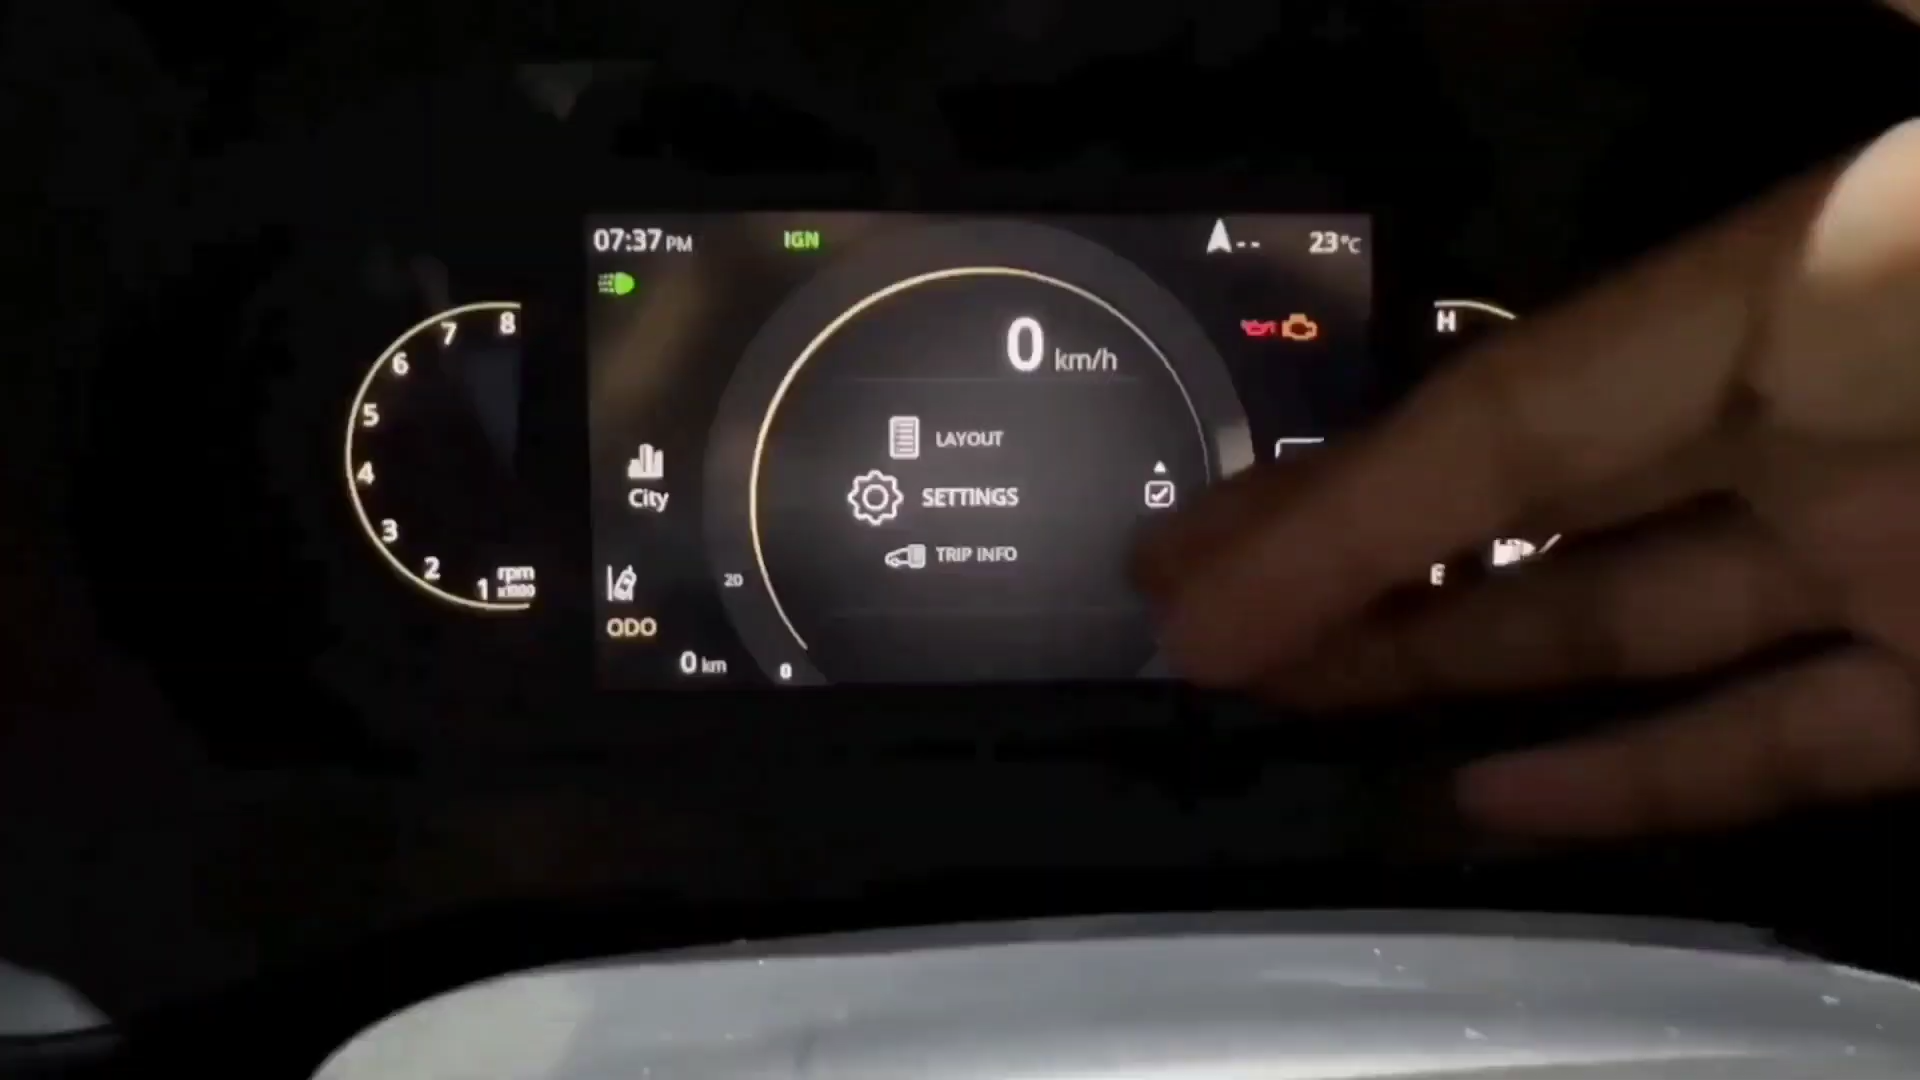 07:37 PM
IGN
--
23°C
0 km/h
8
7
6
5
4
3
2
1
rpm
x1000
H
E
LAYOUT
SETTINGS
TRIP INFO
City
20
ODO
0 km
0